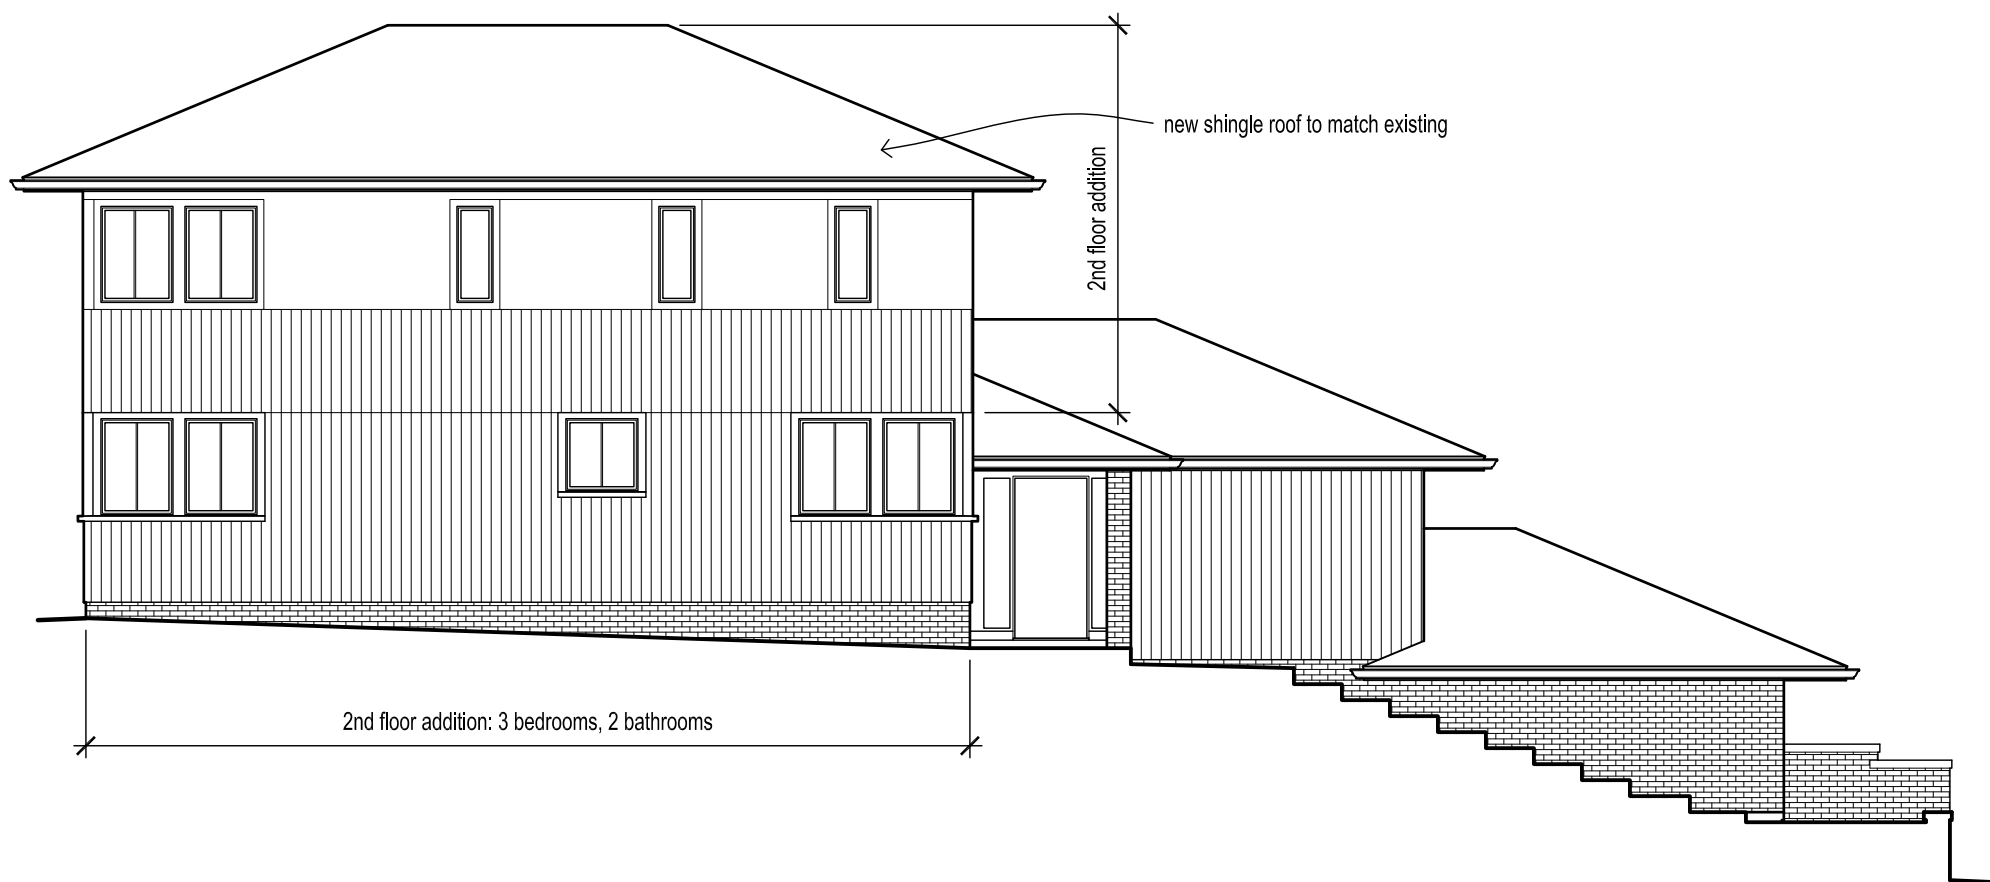 new shingle roof to match existing
2nd floor addition
2nd floor addition: 3 bedrooms, 2 bathrooms